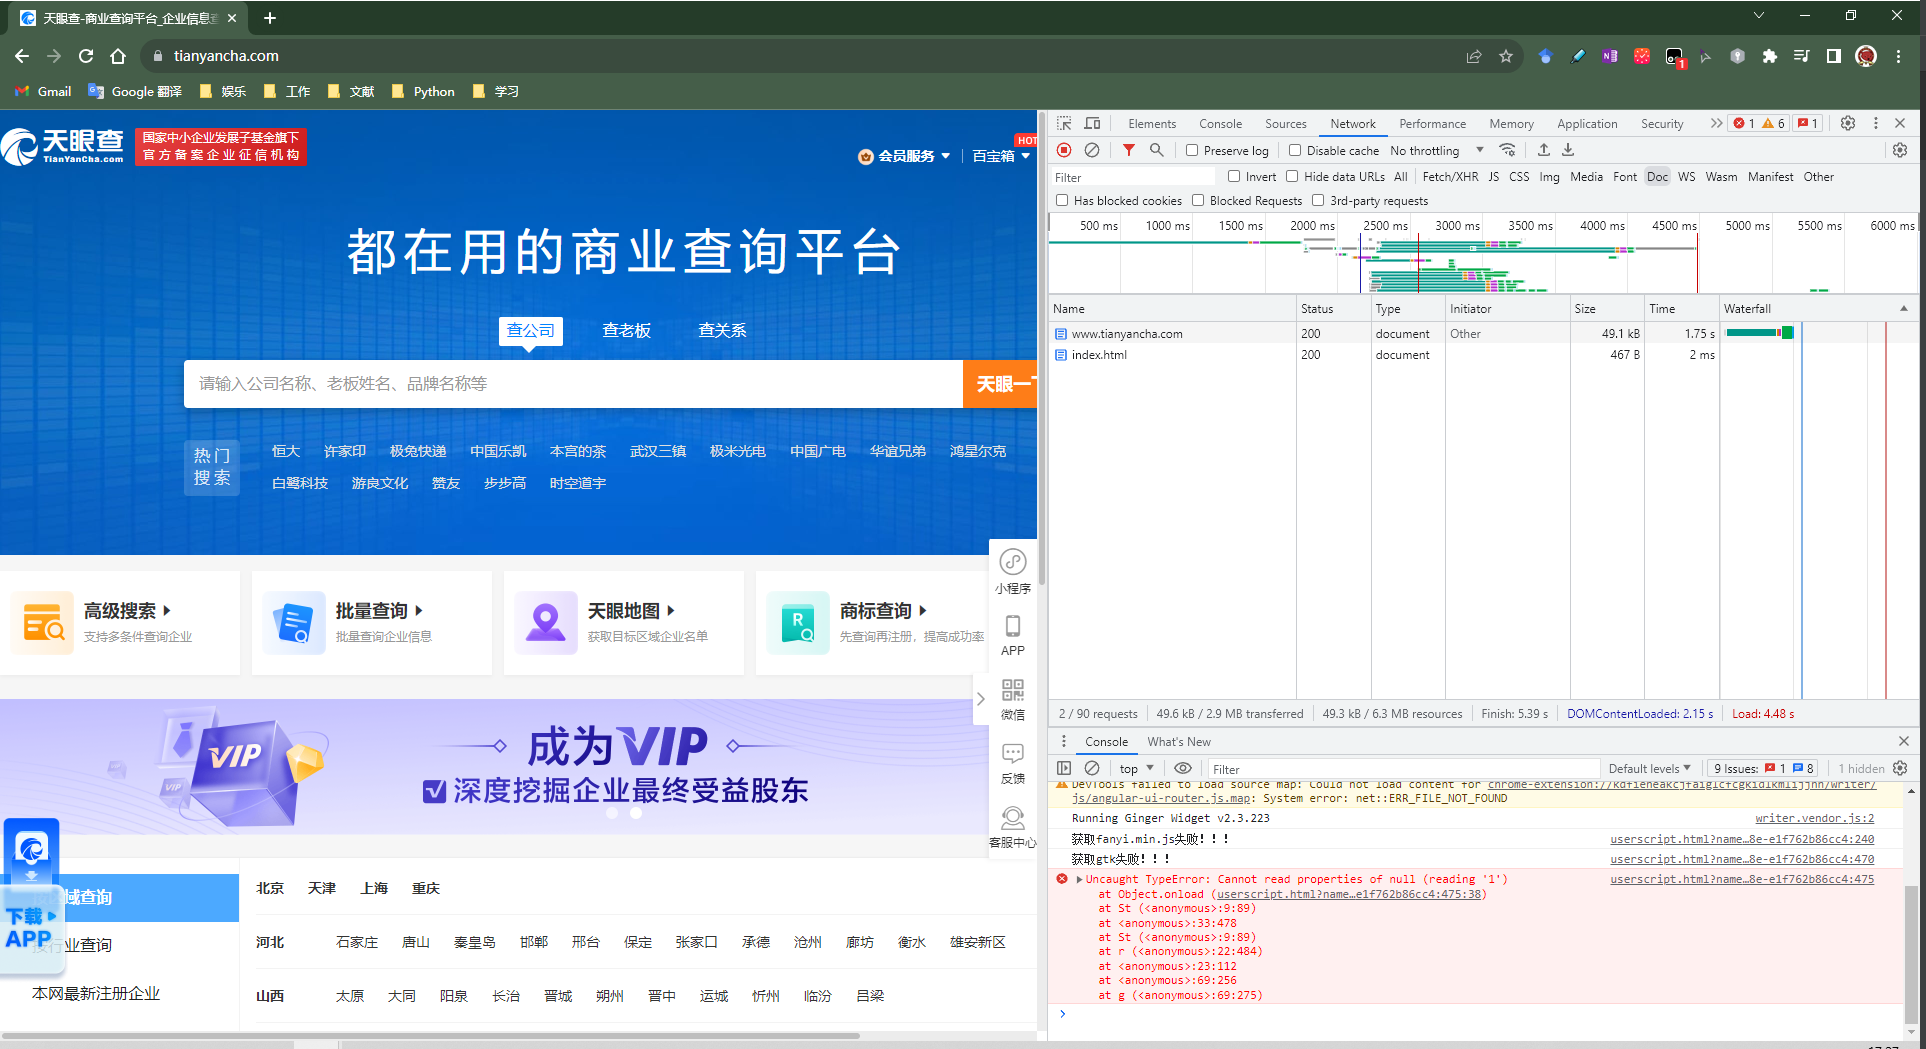 天眼查-商业查询平台_企业信息查
tianyancha.com
1
Gmail
Google 翻译
娱乐
工作
文献
Python
学习
天眼查
TianYanCha.com
国家中小企业发展子基金旗下
官方备案企业征信机构
HOT
会员服务
百宝箱
都在用的商业查询平台
查公司
查老板
查关系
请输入公司名称、老板姓名、品牌名称等
天眼一
热门
搜索
恒大 许家印 极兔快递 中国乐凯 本宫的茶 武汉三镇 极米光电 中国广电 华谊兄弟 鸿星尔克
白鹭科技 游良文化 赞友 步步高 时空道宇
高级搜索
支持多条件查询企业
批量查询
批量查询企业信息
天眼地图
获取目标区域企业名单
商标查询
先查询再注册，提高成功率
小程序
APP
微信
反馈
客服中心
VIP
VIP
成为VIP
深度挖掘企业最终受益股东
域查询
下载
APP
行业查询
本网最新注册企业
北京 天津 上海 重庆
河北 石家庄 唐山 秦皇岛 邯郸 邢台 保定 张家口 承德 沧州 廊坊 衡水 雄安新区
山西 太原 大同 阳泉 长治 晋城 朔州 晋中 运城 忻州 临汾 吕梁
Elements Console Sources Network Performance Memory Application Security 1 6 1
Preserve log Disable cache No throttling
Filter Invert Hide data URLs All Fetch/XHR JS CSS Img Media Font Doc WS Wasm Manifest Other
Has blocked cookies Blocked Requests 3rd-party requests
500 ms 1000 ms 1500 ms 2000 ms 2500 ms 3000 ms 3500 ms 4000 ms 4500 ms 5000 ms 5500 ms 6000 ms
Name Status Type Initiator Size Time Waterfall
www.tianyancha.com 200 document Other 49.1 kB 1.75 s
index.html 200 document 467 B 2 ms
2 / 90 requests 49.6 kB / 2.9 MB transferred 49.3 kB / 6.3 MB resources Finish: 5.39 s DOMContentLoaded: 2.15 s Load: 4.48 s
Console What's New
top Filter Default levels 9 Issues: 1 8 1 hidden
DevTools failed to load source map: Could not load content for chrome-extension://kdfieneakcjfaiglcfcgkidlkmlijjnh/writer/
js/angular-ui-router.js.map: System error: net::ERR_FILE_NOT_FOUND
Running Ginger Widget v2.3.223 writer.vendor.js:2
获取fanyi.min.js失败！！！ userscript.html?name…8e-e1f762b86cc4:240
获取gtk失败！！！ userscript.html?name…8e-e1f762b86cc4:470
Uncaught TypeError: Cannot read properties of null (reading '1') userscript.html?name…8e-e1f762b86cc4:475
at Object.onload (userscript.html?name…e1f762b86cc4:475:38)
at St (<anonymous>:9:89)
at <anonymous>:33:478
at St (<anonymous>:9:89)
at r (<anonymous>:22:484)
at <anonymous>:23:112
at <anonymous>:69:256
at g (<anonymous>:69:275)